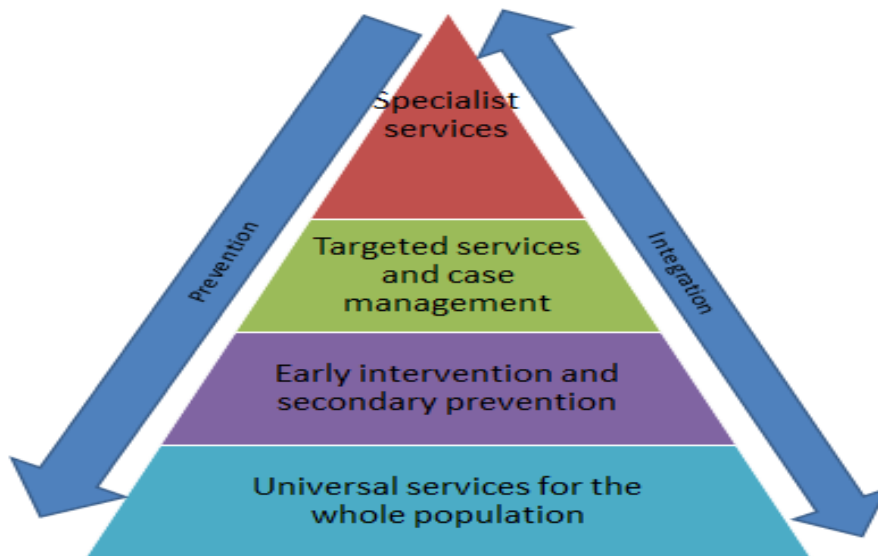 Specialist
services
Prevention
Integration
Targeted services
and case
management
Early intervention and
secondary prevention
Universal services for the
whole population